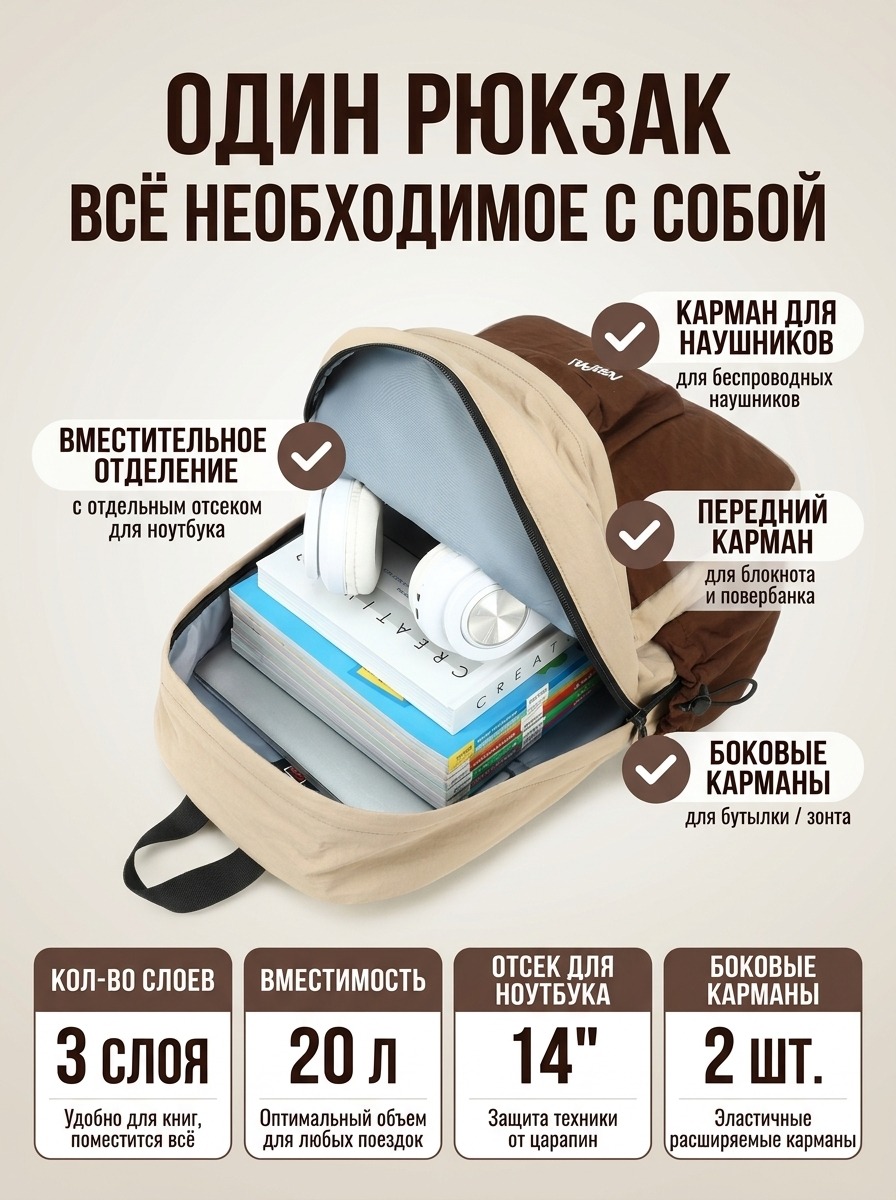 ОДИН РЮКЗАК
ВСЁ НЕОБХОДИМОЕ С СОБОЙ
КАРМАН ДЛЯ
НАУШНИКОВ
для беспроводных
наушников
ВМЕСТИТЕЛЬНОЕ
ОТДЕЛЕНИЕ
с отдельным отсеком
для ноутбука
ПЕРЕДНИЙ
КАРМАН
для блокнота
и повербанка
CREATI
CREAT
БОКОВЫЕ
КАРМАНЫ
для бутылки / зонта
КОЛ-ВО СЛОЕВ
3 СЛОЯ
Удобно для книг,
поместится всё
ВМЕСТИМОСТЬ
20 л
Оптимальный объем
для любых поездок
ОТСЕК ДЛЯ
НОУТБУКА
14"
Защита техники
от царапин
БОКОВЫЕ
КАРМАНЫ
2 шт.
Эластичные
расширяемые карманы